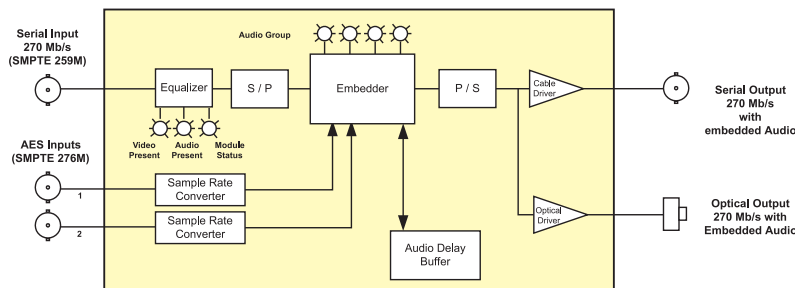 Serial Input
270 Mb/s
(SMPTE 259M)
Audio Group
Equalizer
S / P
Embedder
P / S
Cable
Driver
Serial Output
270 Mb/s
with
embedded Audio
Video
Present
Audio
Present
Module
Status
AES Inputs
(SMPTE 276M)
1
Sample Rate
Converter
2
Sample Rate
Converter
Audio Delay
Buffer
Optical
Driver
Optical Output
270 Mb/s with
Embedded Audio